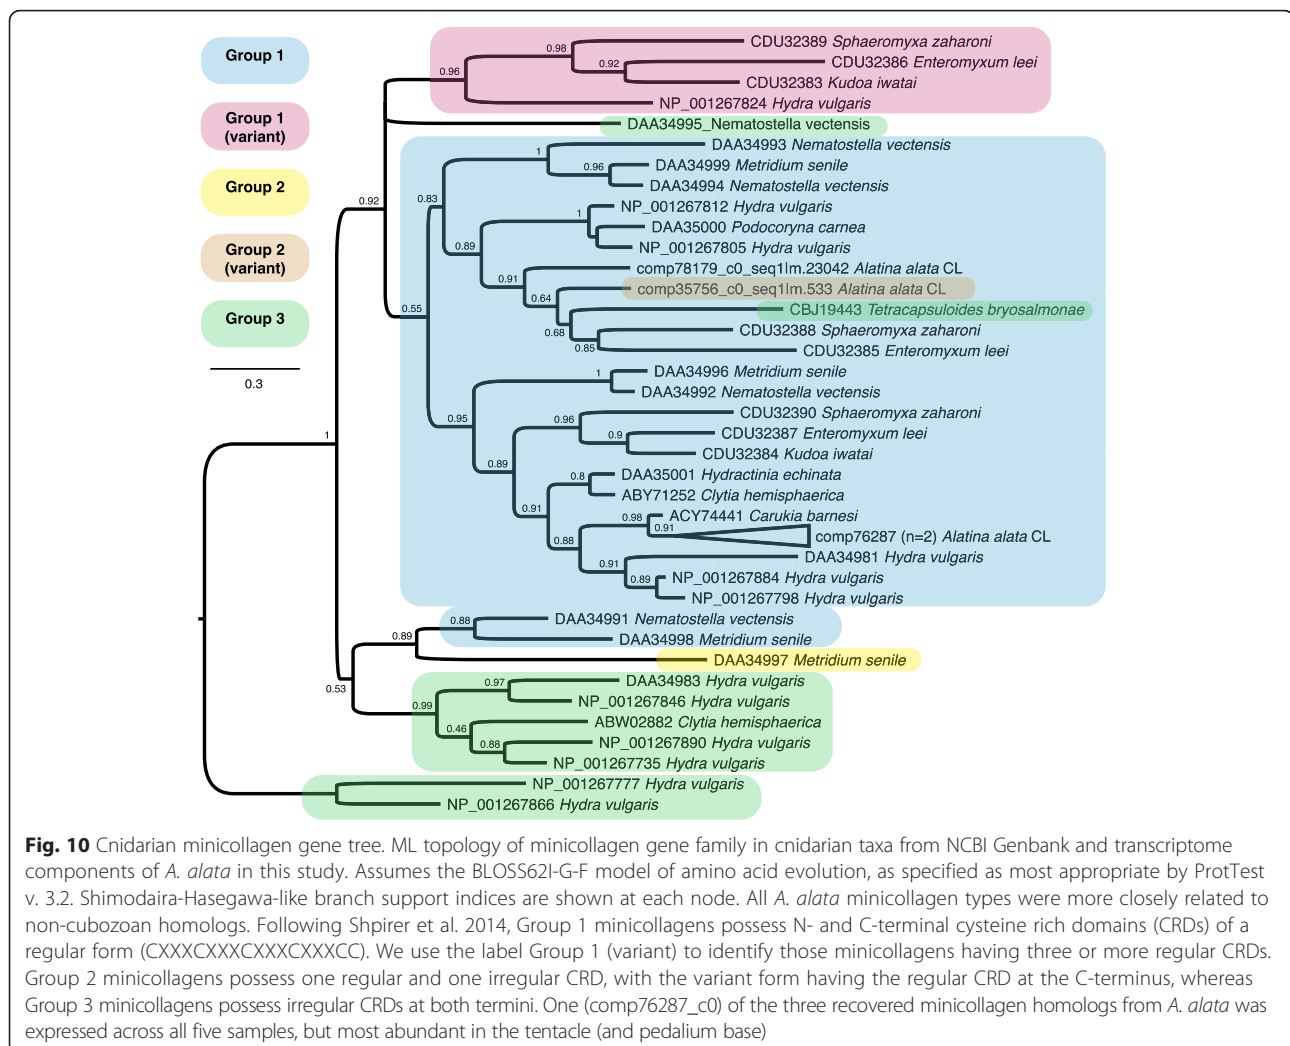 Group 1
Group 1
(variant)
Group 2
Group 2
(variant)
Group 3
0.3
CDU32389 Sphaeromyxa zaharoni
0.98
CDU32386 Enteromyxum leei
0.92
0.96
CDU32383 Kudoa iwatai
NP_001267824 Hydra vulgaris
DAA34995_Nematostella vectensis
DAA34993 Nematostella vectensis
1
DAA34999 Metridium senile
0.96
DAA34994 Nematostella vectensis
0.92
0.83
NP_001267812 Hydra vulgaris
1
DAA35000 Podocoryna carnea
0.89
NP_001267805 Hydra vulgaris
comp78179_c0_seq1lm.23042 Alatina alata CL
0.91
comp35756_c0_seq1lm.533 Alatina alata CL
0.64
0.55
CBJ19443 Tetracapsuloides bryosalmonae
0.68
CDU32388 Sphaeromyxa zaharoni
0.85
CDU32385 Enteromyxum leei
DAA34996 Metridium senile
1
DAA34992 Nematostella vectensis
0.95
CDU32390 Sphaeromyxa zaharoni
0.96
CDU32387 Enteromyxum leei
0.9
1
CDU32384 Kudoa iwatai
0.89
DAA35001 Hydractinia echinata
0.8
ABY71252 Clytia hemisphaerica
0.91
ACY74441 Carukia barnesi
0.98
0.91
comp76287 (n=2) Alatina alata CL
0.88
DAA34981 Hydra vulgaris
0.91
NP_001267884 Hydra vulgaris
0.89
NP_001267798 Hydra vulgaris
DAA34991 Nematostella vectensis
0.88
0.89
DAA34998 Metridium senile
DAA34997 Metridium senile
0.53
DAA34983 Hydra vulgaris
0.97
NP_001267846 Hydra vulgaris
0.99
ABW02882 Clytia hemisphaerica
0.46
NP_001267890 Hydra vulgaris
0.88
NP_001267735 Hydra vulgaris
NP_001267777 Hydra vulgaris
NP_001267866 Hydra vulgaris
Fig. 10 Cnidarian minicollagen gene tree. ML topology of minicollagen gene family in cnidarian taxa from NCBI Genbank and transcriptome
components of A. alata in this study. Assumes the BLOSS62I-G-F model of amino acid evolution, as specified as most appropriate by ProtTest
v. 3.2. Shimodaira-Hasegawa-like branch support indices are shown at each node. All A. alata minicollagen types were more closely related to
non-cubozoan homologs. Following Shpirer et al. 2014, Group 1 minicollagens possess N- and C-terminal cysteine rich domains (CRDs) of a
regular form (CXXXCXXXCXXXCXXXCC). We use the label Group 1 (variant) to identify those minicollagens having three or more regular CRDs.
Group 2 minicollagens possess one regular and one irregular CRD, with the variant form having the regular CRD at the C-terminus, whereas
Group 3 minicollagens possess irregular CRDs at both termini. One (comp76287_c0) of the three recovered minicollagen homologs from A. alata was
expressed across all five samples, but most abundant in the tentacle (and pedalium base)